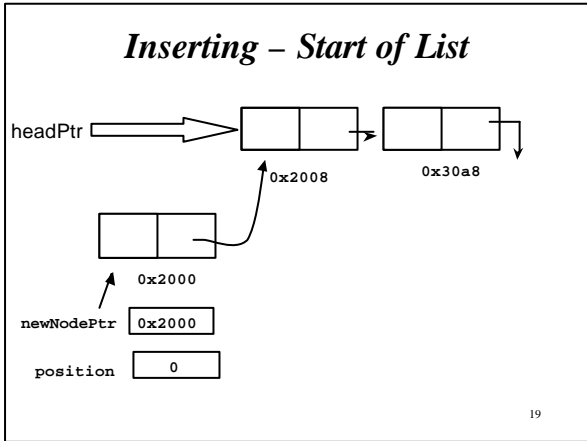 Inserting – Start of List
headPtr
0x2008
0x30a8
0x2000
newNodePtr 0x2000
position 0
19